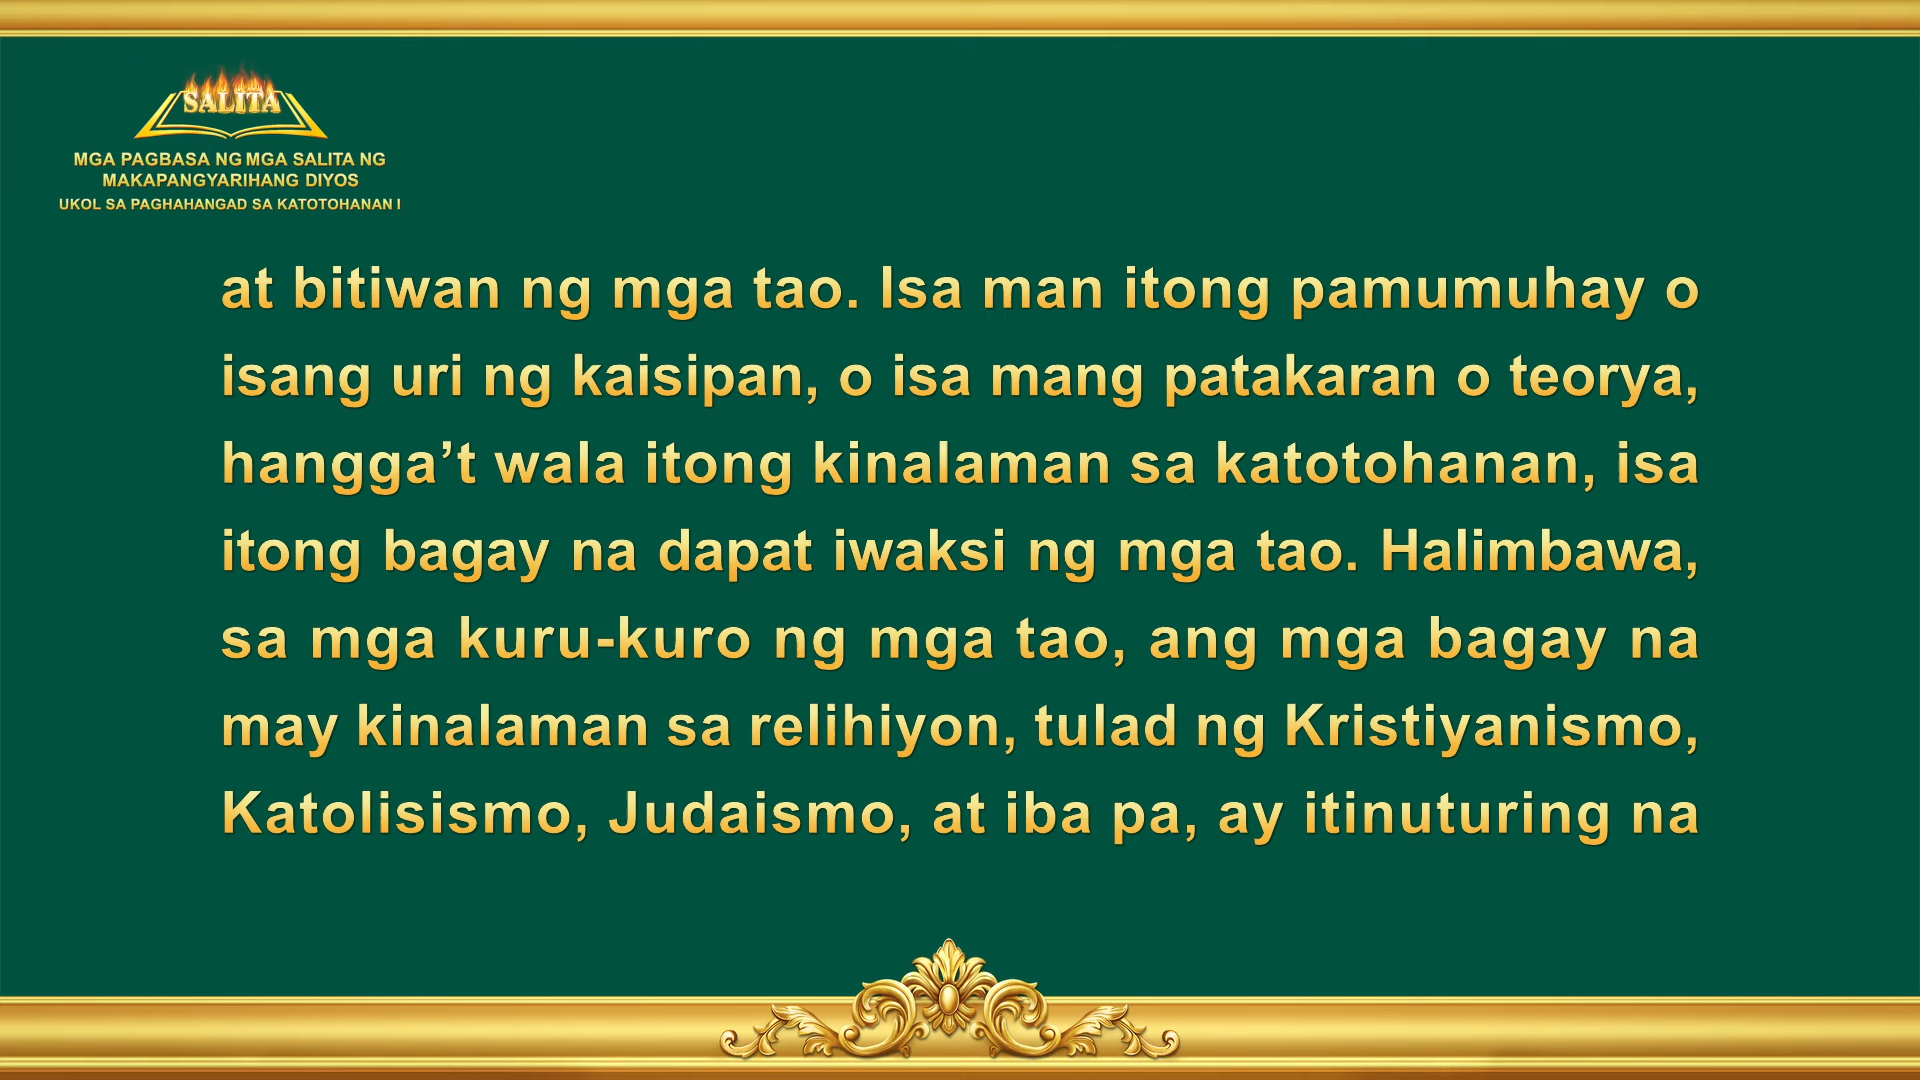 SALITA
MGA PAGBASA NG MGA SALITA NG
MAKAPANGYARIHANG DIYOS
UKOL SA PAGHAHANGAD SA KATOTOHANAN I
at bitiwan ng mga tao. Isa man itong pamumuhay o
isang uri ng kaisipan, o isa mang patakaran o teorya,
hangga’t wala itong kinalaman sa katotohanan, isa
itong bagay na dapat iwaksi ng mga tao. Halimbawa,
sa mga kuru-kuro ng mga tao, ang mga bagay na
may kinalaman sa relihiyon, tulad ng Kristiyanismo,
Katolisismo, Judaismo, at iba pa, ay itinuturing na